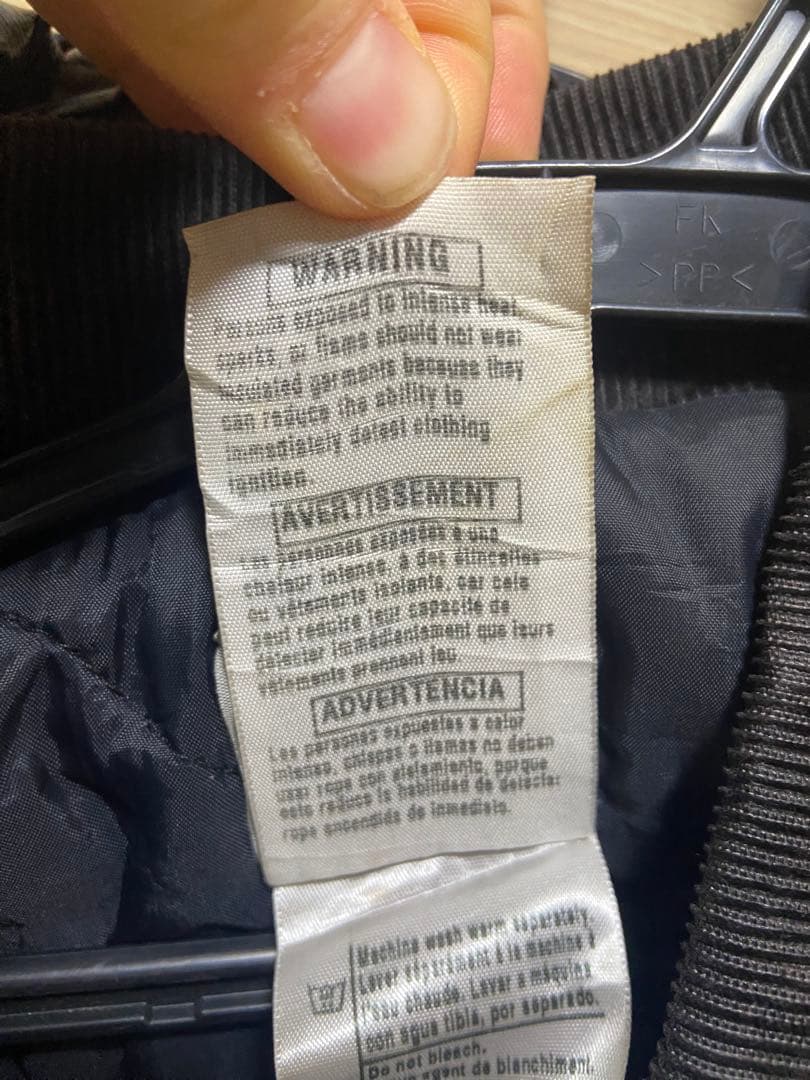 FI
>PP<
WARNING
Persons exposed to intense heat
sparks, or flame should not wear
insulated garments because they
can reduce the ability to
immediately detect clothing
ignition.
AVERTISSEMENT
Les personnes exposées à une
chaleur intense, à des étincelles
ou vêtements isolants, car cela
peut réduire leur capacité de
détecter immédiatement que leurs
vêtements prennent feu
ADVERTENCIA
Las personas expuestas a calor
intenso, chispas o llamas no deben
usar ropa con aislamiento, porque
esto reduce la habilidad de detectar
ropa encendida de inmediato.
Machine wash warm separately.
Laver séparément à la machine à
l'eau chaude. Lavar a máquina
con agua tibia, por separado.
Do not bleach.
agent de blanchiment.